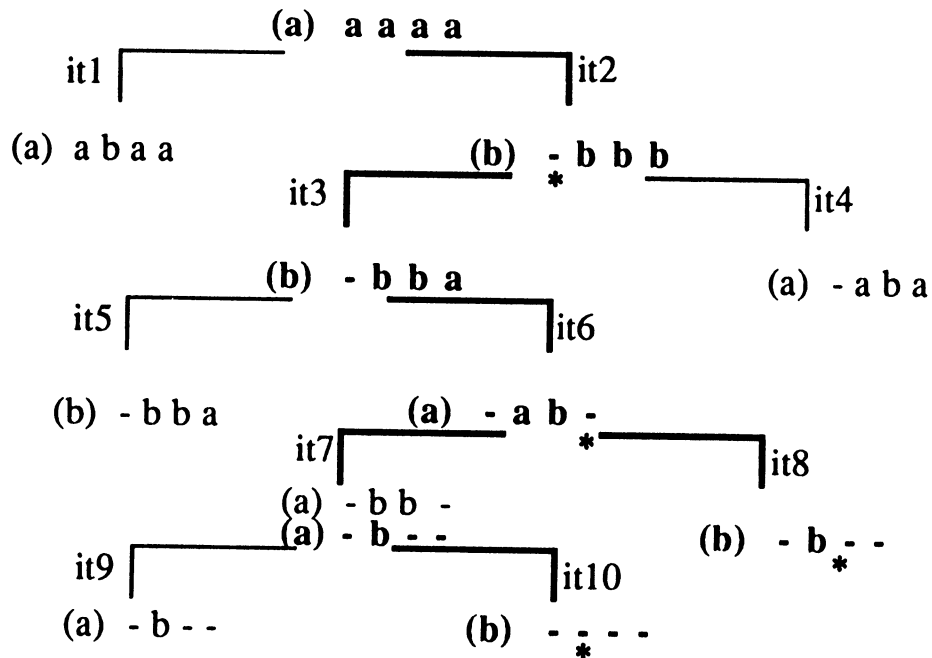 (a) a a a a
it1 it2
(a) a b a a
(b) - b b b
*
it3 it4
(b) - b b a
(a) - a b a
it5 it6
(b) - b b a
(a) - a b -
*
it7 it8
(a) - b b -
(a) - b - -
(b) - b - -
*
it9 it10
(a) - b - -
(b) - - - -
*